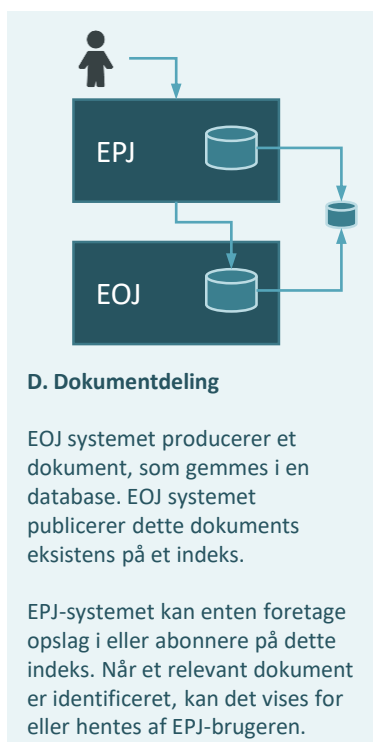 EPJ
EOJ
D. Dokumentdeling
EOJ systemet producerer et
dokument, som gemmes i en
database. EOJ systemet
publicerer dette dokuments
eksistens på et indeks.
EPJ-systemet kan enten foretage
opslag i eller abonnere på dette
indeks. Når et relevant dokument
er identificeret, kan det vises for
eller hentes af EPJ-brugeren.